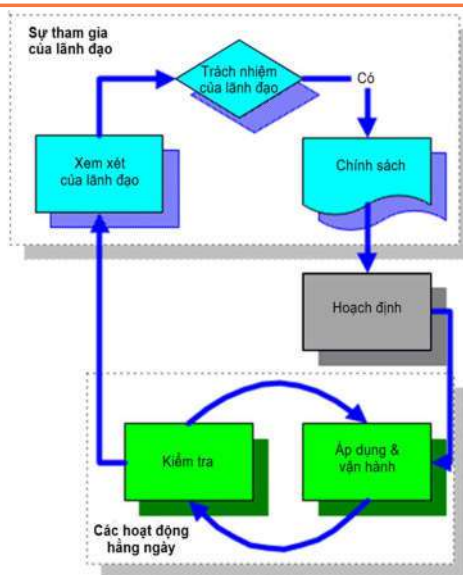 Sự tham gia
của lãnh đạo
Trách nhiệm
của lãnh đạo
Có
Xem xét
của lãnh đạo
Chính sách
Hoạch định
Kiểm tra
Áp dụng &
vận hành
Các hoạt động
hằng ngày